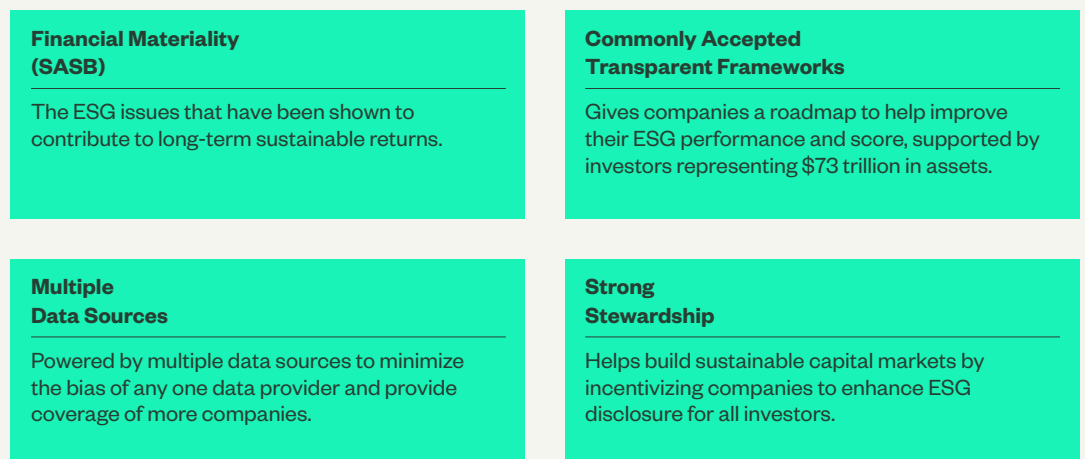 Financial Materiality
(SASB)
The ESG issues that have been shown to
contribute to long-term sustainable returns.
Commonly Accepted
Transparent Frameworks
Gives companies a roadmap to help improve
their ESG performance and score, supported by
investors representing $73 trillion in assets.
Multiple
Data Sources
Powered by multiple data sources to minimize
the bias of any one data provider and provide
coverage of more companies.
Strong
Stewardship
Helps build sustainable capital markets by
incentivizing companies to enhance ESG
disclosure for all investors.